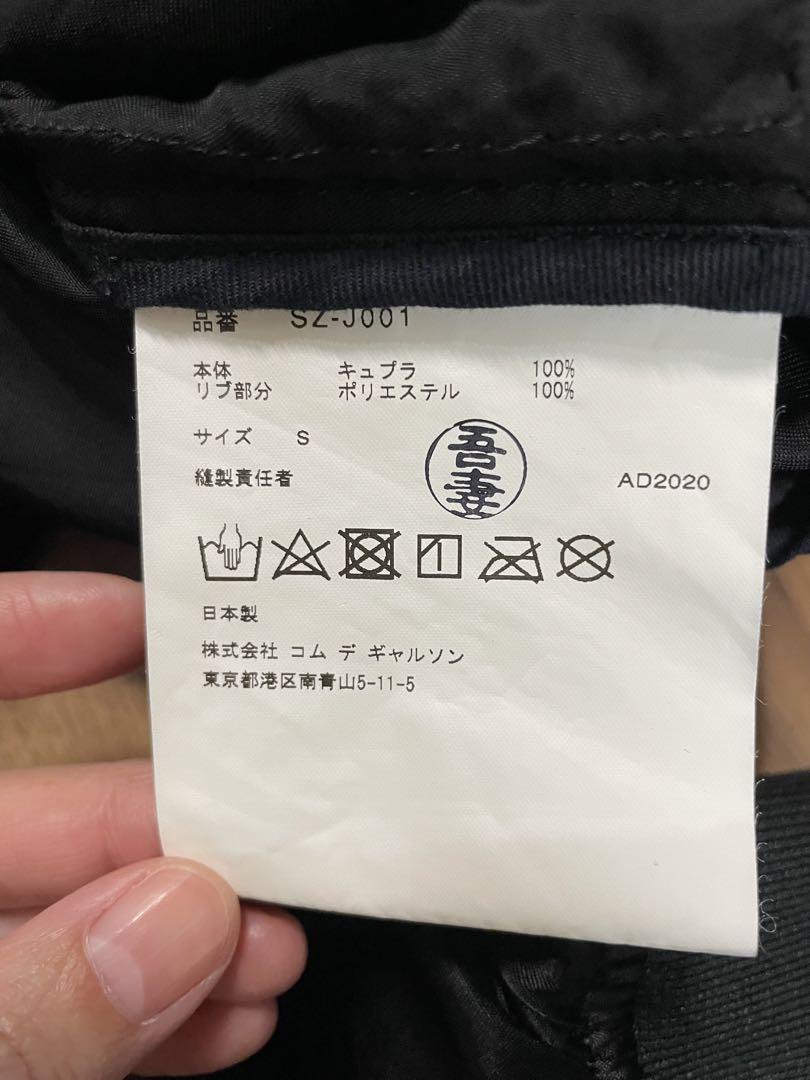 品番 SZ-J001
本体 キュプラ 100%
リブ部分 ポリエステル 100%
サイズ S
縫製責任者 吾妻 AD2020
日本製
株式会社 コム デ ギャルソン
東京都港区南青山5-11-5